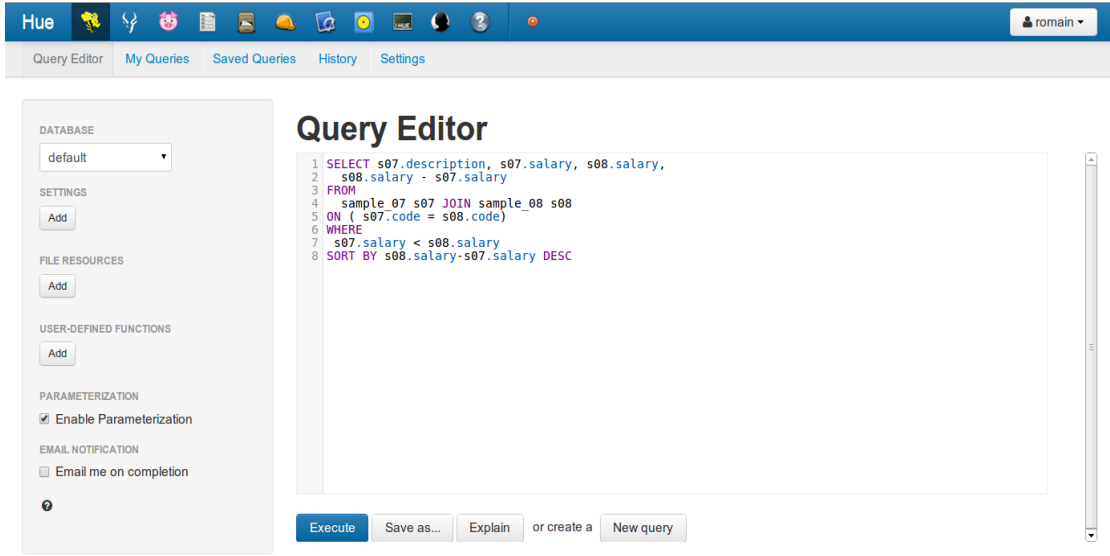 Hue
romain
Query Editor My Queries Saved Queries History Settings
DATABASE
default
SETTINGS
Add
FILE RESOURCES
Add
USER-DEFINED FUNCTIONS
Add
PARAMETERIZATION
Enable Parameterization
EMAIL NOTIFICATION
Email me on completion
Query Editor
1 SELECT s07.description, s07.salary, s08.salary,
2 s08.salary - s07.salary
3 FROM
4 sample_07 s07 JOIN sample_08 s08
5 ON ( s07.code = s08.code)
6 WHERE
7 s07.salary < s08.salary
8 SORT BY s08.salary-s07.salary DESC
Execute Save as... Explain or create a New query